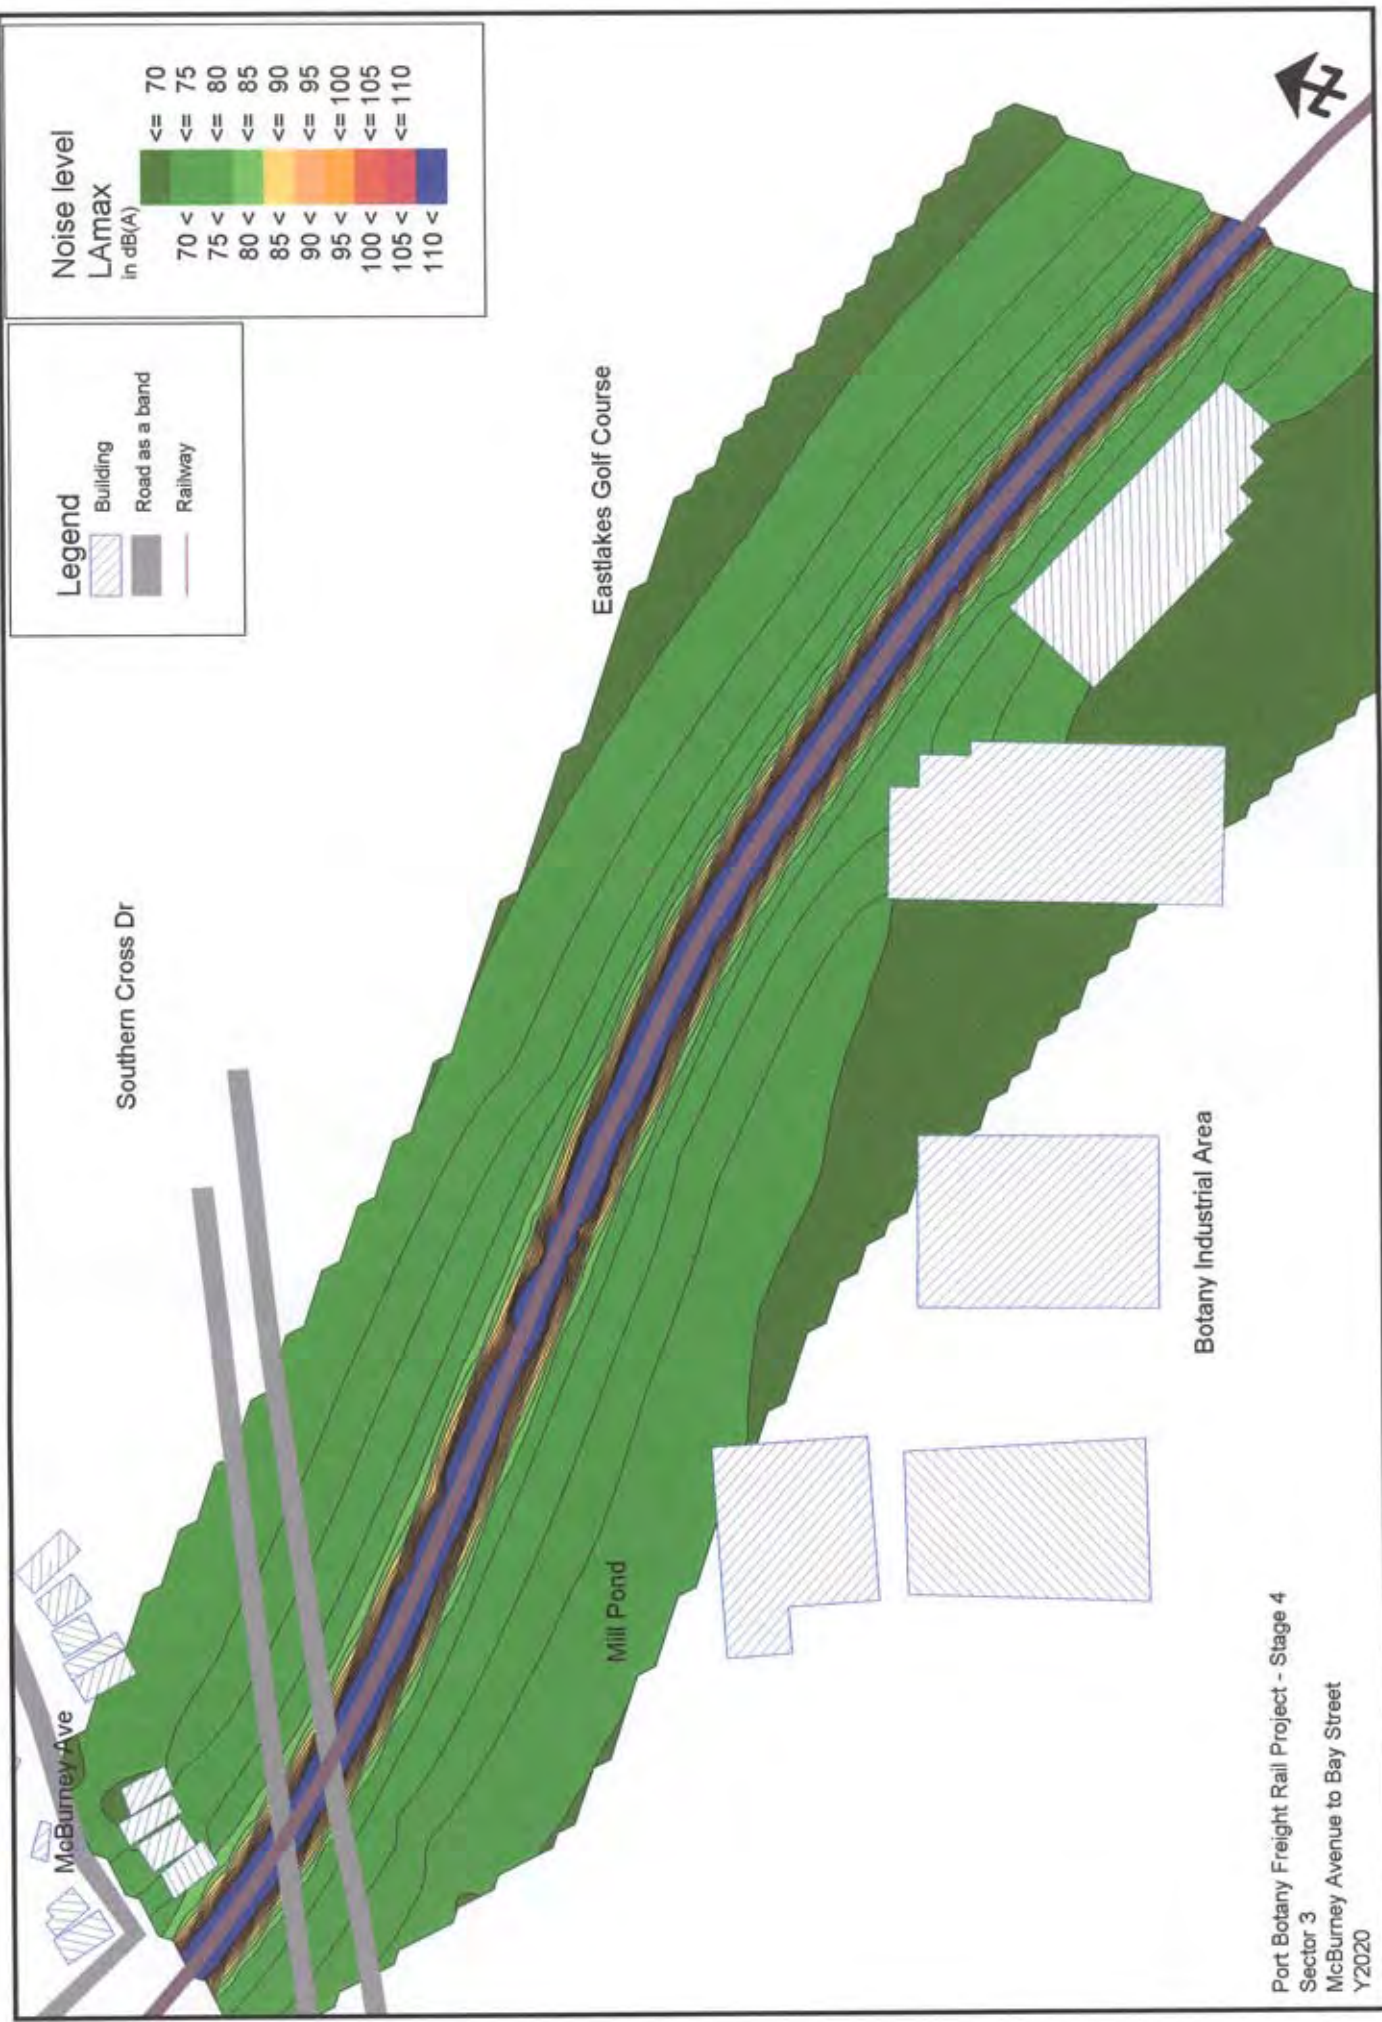 Noise level
LAmax
in dB(A)
<= 70
70 < <= 75
75 < <= 80
80 < <= 85
85 < <= 90
90 < <= 95
95 < <= 100
100 < <= 105
105 < <= 110
110 <
Legend
Building
Road as a band
Railway
Southern Cross Dr
Eastlakes Golf Course
McBurney Ave
Mill Pond
Botany Industrial Area
N
Port Botany Freight Rail Project - Stage 4
Sector 3
McBurney Avenue to Bay Street
Y2020